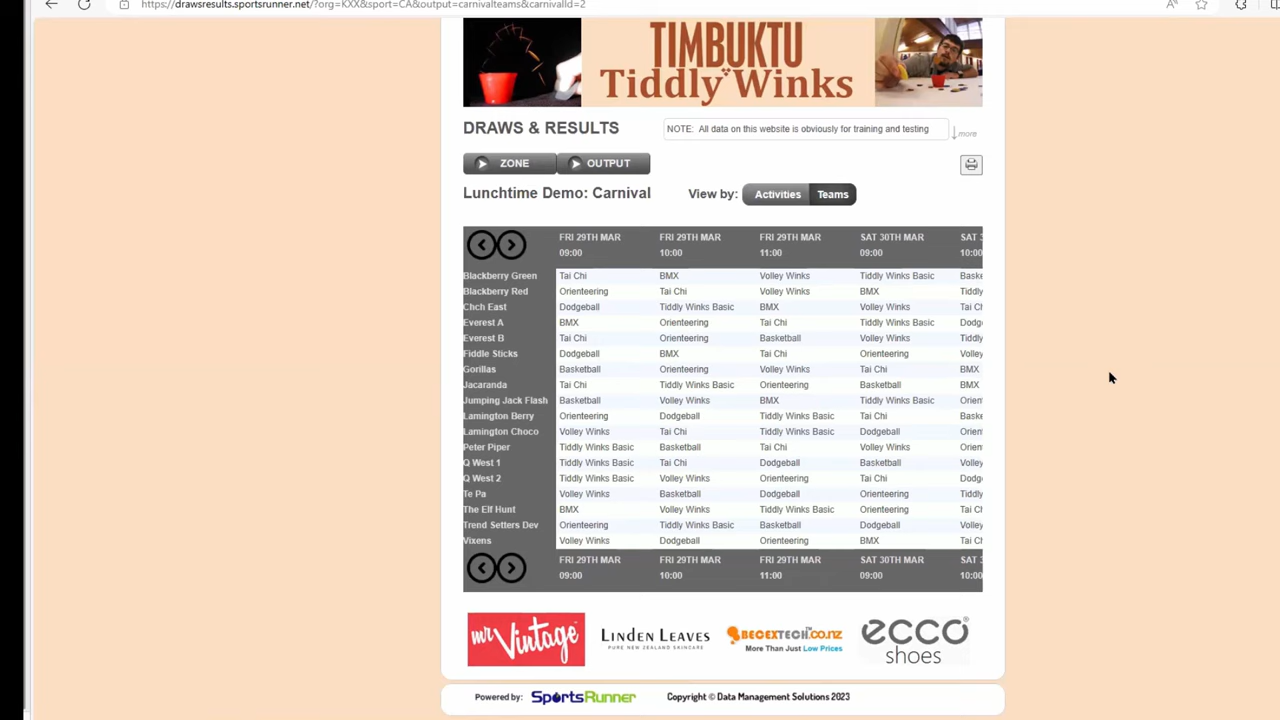 https://drawsresults.sportsrunner.net/?org=KXX&sport=CA&output=carnivalteams&carnivalId=2
TIMBUKTU
Tiddly Winks
DRAWS & RESULTS
NOTE: All data on this website is obviously for training and testing
more
ZONE OUTPUT
Lunchtime Demo: Carnival View by: Activities Teams
FRI 29TH MAR FRI 29TH MAR FRI 29TH MAR SAT 30TH MAR SAT 3
09:00 10:00 11:00 09:00 10:00
Blackberry Green Tai Chi BMX Volley Winks Tiddly Winks Basic Baske
Blackberry Red Orienteering Tai Chi Volley Winks BMX Tiddly
Chch East Dodgeball Tiddly Winks Basic BMX Volley Winks Tai C
Everest A BMX Orienteering Tai Chi Tiddly Winks Basic Dodg
Everest B Tai Chi Orienteering Basketball Volley Winks Tiddly
Fiddle Sticks Dodgeball BMX Tai Chi Orienteering Volley
Gorillas Basketball Orienteering Volley Winks Tai Chi BMX
Jacaranda Tai Chi Tiddly Winks Basic Orienteering Basketball BMX
Jumping Jack Flash Basketball Volley Winks BMX Tiddly Winks Basic Orien
Lamington Berry Orienteering Dodgeball Tiddly Winks Basic Tai Chi Baske
Lamington Choco Volley Winks Tai Chi Tiddly Winks Basic Dodgeball Orien
Peter Piper Tiddly Winks Basic Basketball Tai Chi Volley Winks Orien
Q West 1 Tiddly Winks Basic Tai Chi Dodgeball Basketball Volley
Q West 2 Tiddly Winks Basic Volley Winks Orienteering Tai Chi Dodg
Te Pa Volley Winks Basketball Dodgeball Orienteering Tiddly
The Elf Hunt BMX Volley Winks Tiddly Winks Basic Orienteering Tai C
Trend Setters Dev Orienteering Tiddly Winks Basic Basketball Dodgeball Volley
Vixens Volley Winks Dodgeball Orienteering BMX Tai C
FRI 29TH MAR FRI 29TH MAR FRI 29TH MAR SAT 30TH MAR SAT 3
09:00 10:00 11:00 09:00 10:00
mr Vintage
LINDEN LEAVES
PURE NEW ZEALAND SKINCARE
BECEXTECH.CO.NZ
More Than Just Low Prices
ecco®
shoes
Powered by: SportsRunner Copyright © Data Management Solutions 2023